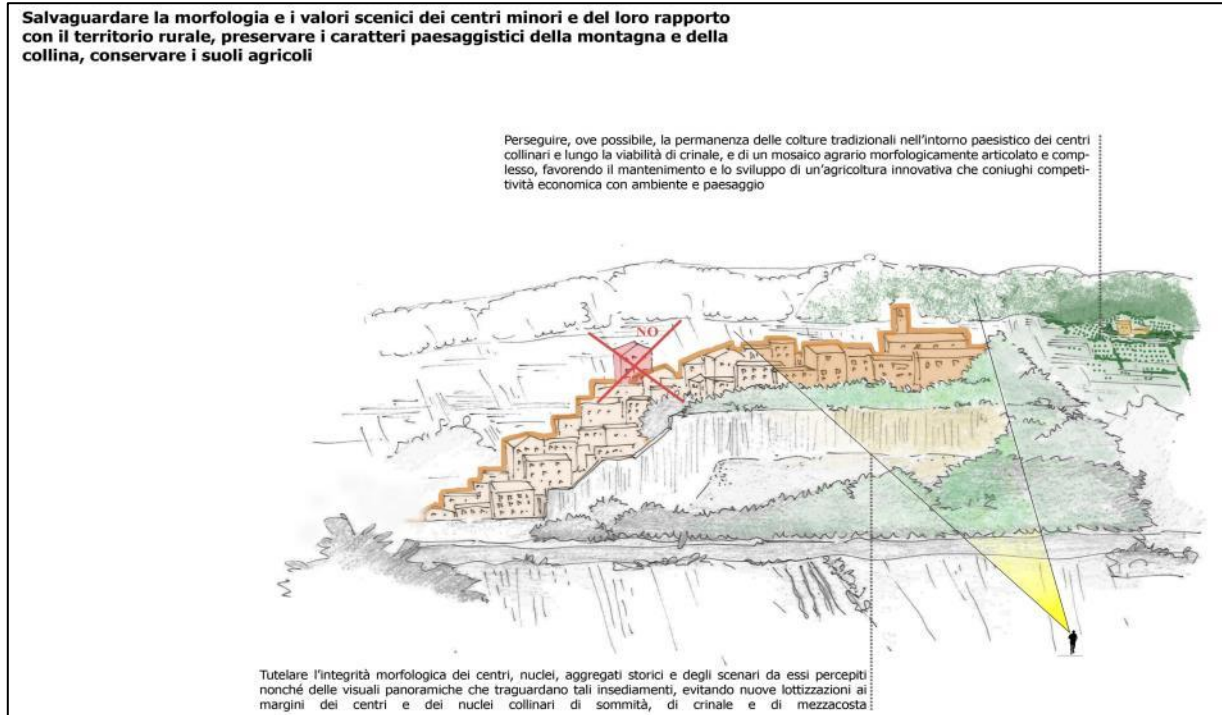 Salvaguardare la morfologia e i valori scenici dei centri minori e del loro rapporto
con il territorio rurale, preservare i caratteri paesaggistici della montagna e della
collina, conservare i suoli agricoli
Perseguire, ove possibile, la permanenza delle colture tradizionali nell'intorno paesistico dei centri
collinari e lungo la viabilità di crinale, e di un mosaico agrario morfologicamente articolato e comp-
lesso, favorendo il mantenimento e lo sviluppo di un'agricoltura innovativa che coniughi competi-
tività economica con ambiente e paesaggio
NO
Tutelare l'integrità morfologica dei centri, nuclei, aggregati storici e degli scenari da essi percepiti
nonché delle visuali panoramiche che traguardano tali insediamenti, evitando nuove lottizzazioni ai
margini dei centri e dei nuclei collinari di sommità, di crinale e di mezzacosta